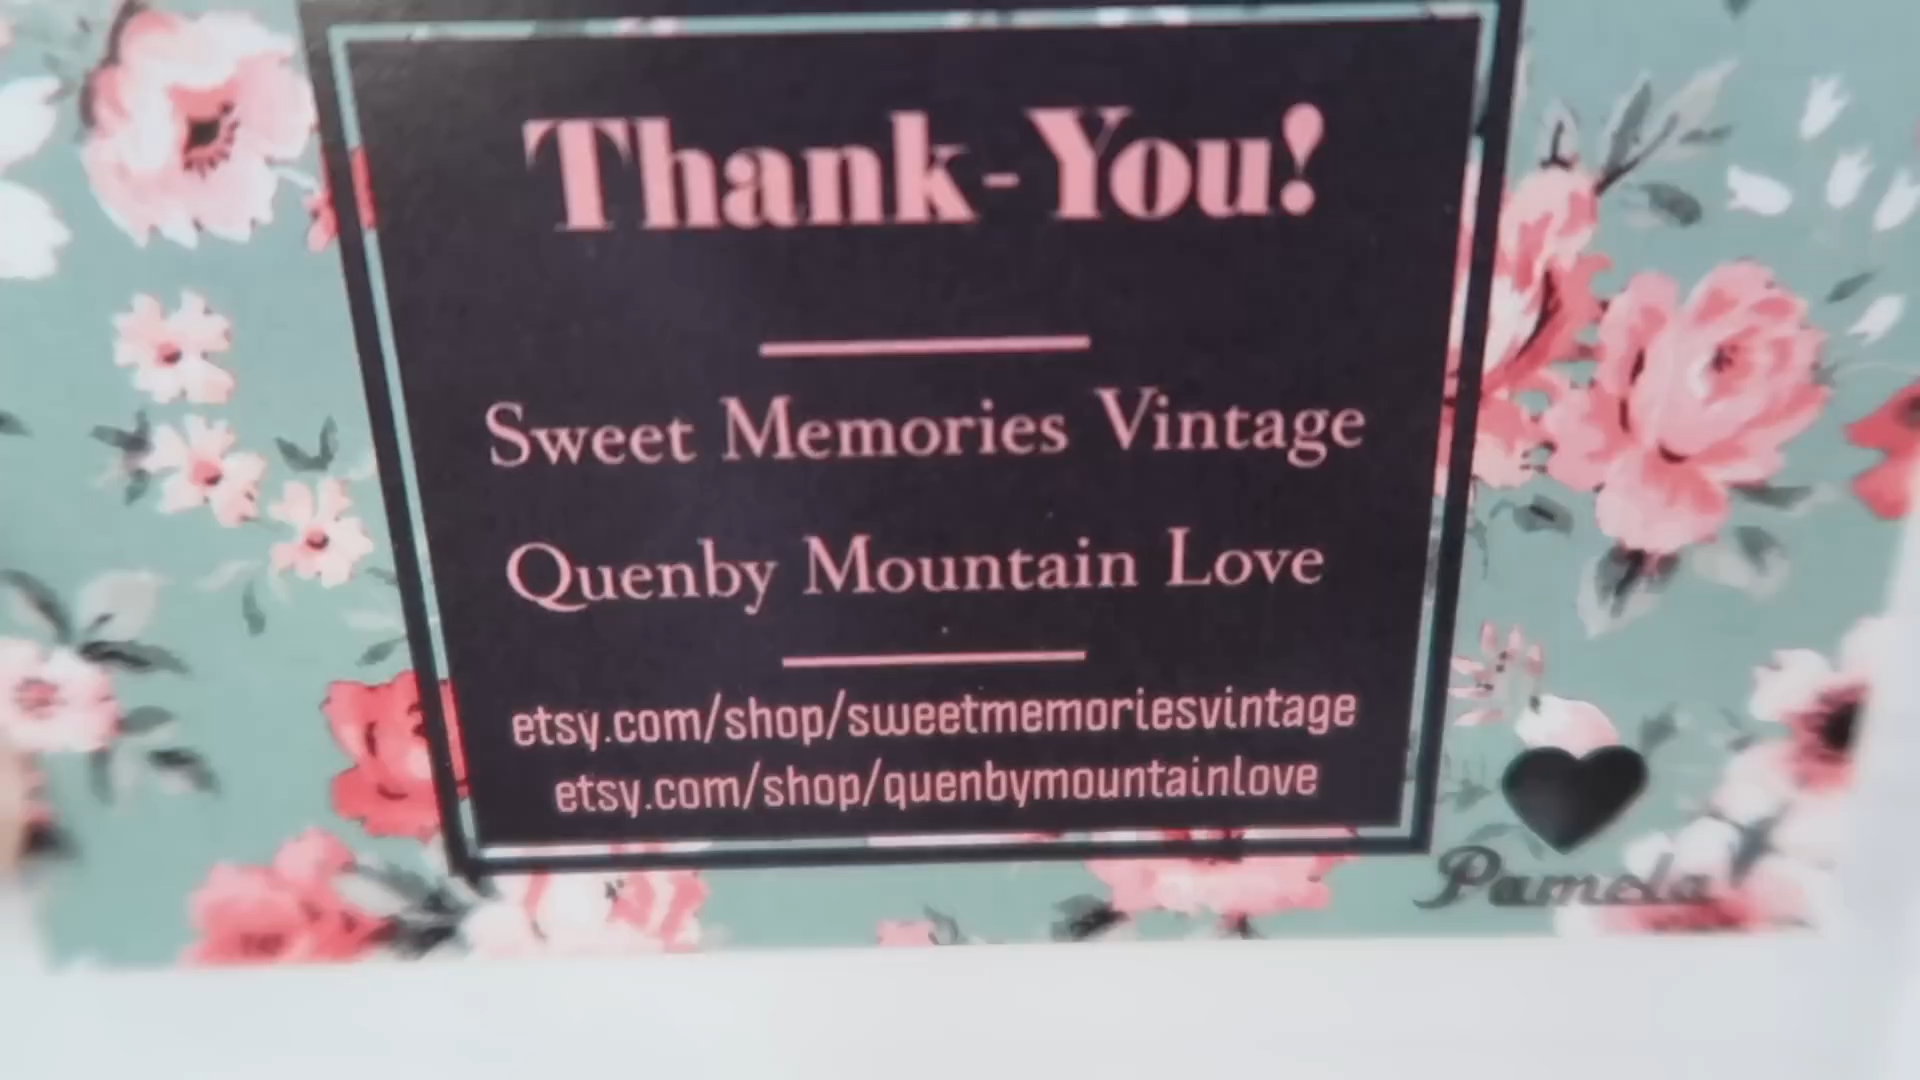 Thank-You!
Sweet Memories Vintage
Quenby Mountain Love
etsy.com/shop/sweetmemoriesvintage
etsy.com/shop/quenbymountainlove
Pamela